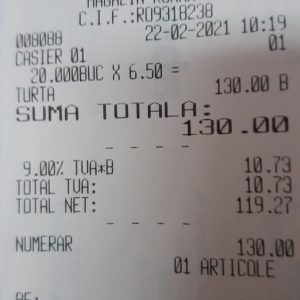 C.I.F.:RO9318238
008088 22-02-2021 10:19
CASIER 01 01
20.000BUC X 6.50 =
TURTA 130.00 B
SUMA TOTALA:
130.00
- - - -
9.00% TVA*B 10.73
TOTAL TVA: 10.73
TOTAL NET: 119.27
- - - -
NUMERAR 130.00
01 ARTICOLE